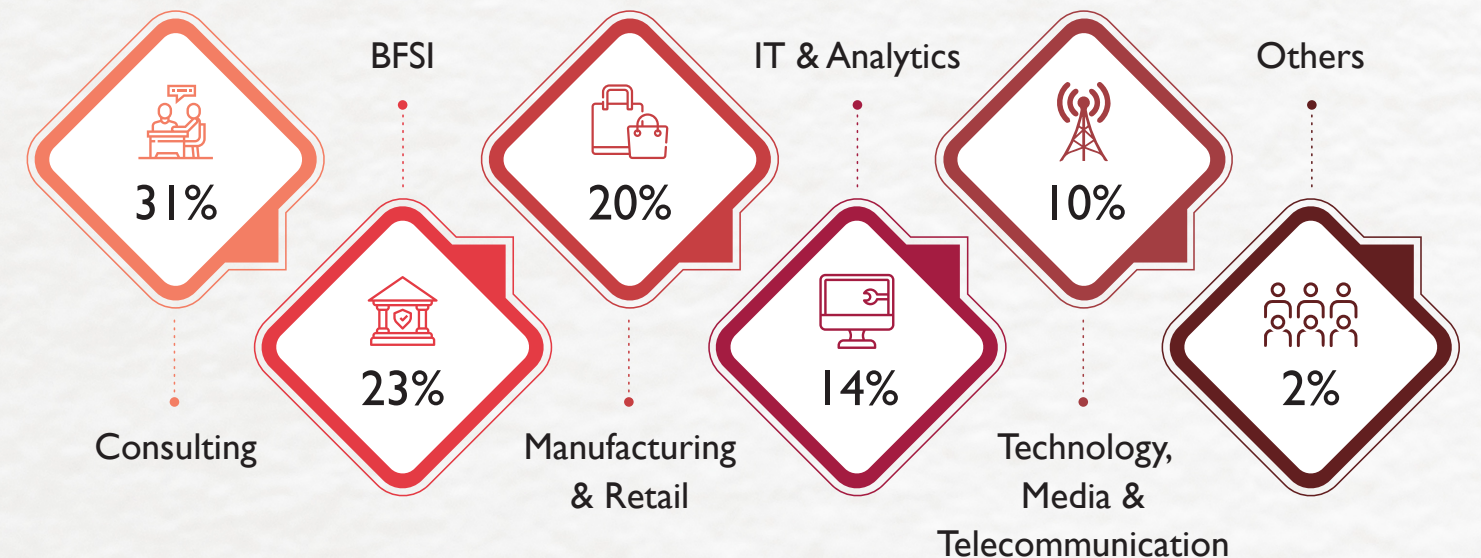 BFSI
IT & Analytics
Others
31%
20%
10%
23%
14%
2%
Consulting
Manufacturing
& Retail
Technology,
Media &
Telecommunication